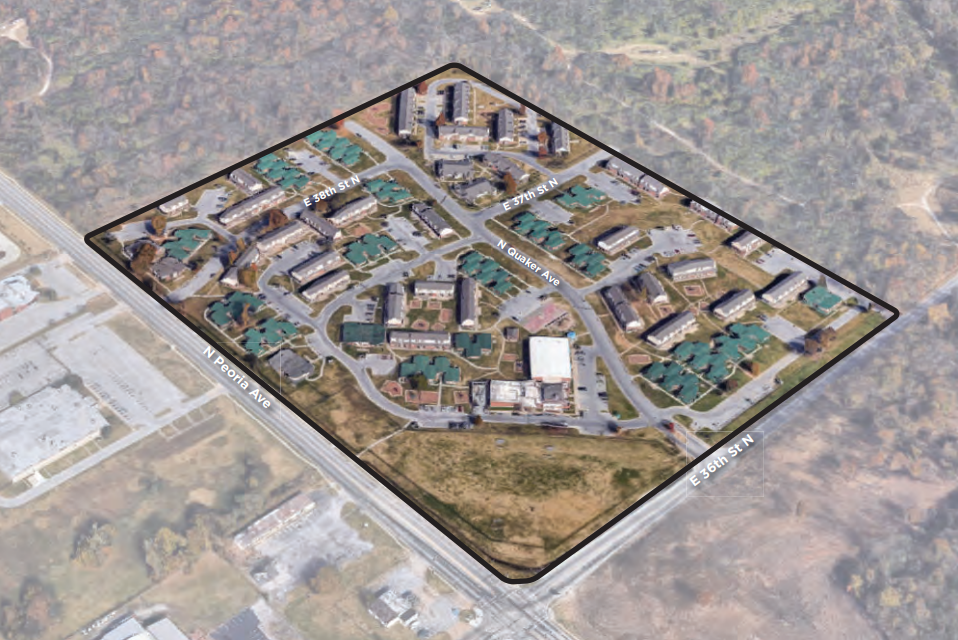 E 38th St N
E 37th St N
N Quaker Ave
N Peoria Ave
E 36th St N